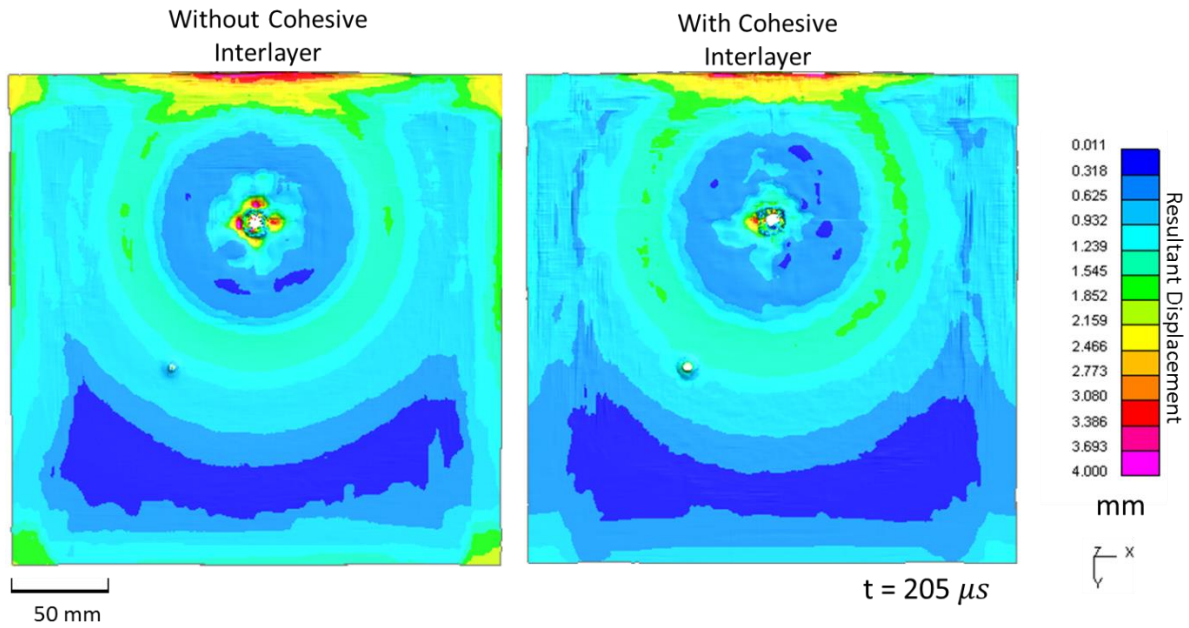 Without Cohesive
Interlayer
With Cohesive
Interlayer
0.011
0.318
0.625
0.932
1.239
1.545
1.852
2.159
2.466
2.773
3.080
3.386
3.693
4.000
Resultant Displacement
mm
Z X
Y
t = 205 𝜇𝑠
50 mm